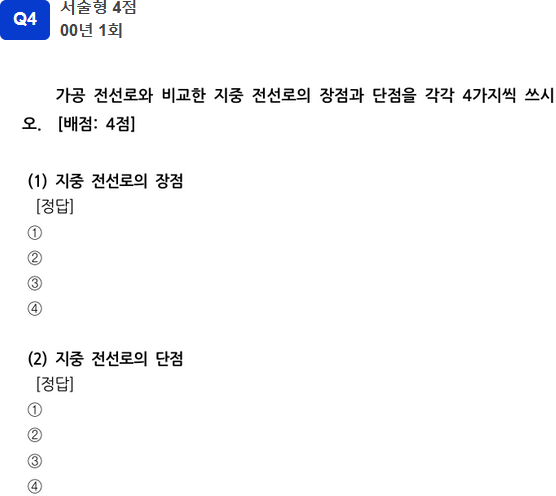 Q4
서술형 4점
00년 1회
가공 전선로와 비교한 지중 전선로의 장점과 단점을 각각 4가지씩 쓰시
오. [배점: 4점]
(1) 지중 전선로의 장점
[정답]
①
②
③
④
(2) 지중 전선로의 단점
[정답]
①
②
③
④